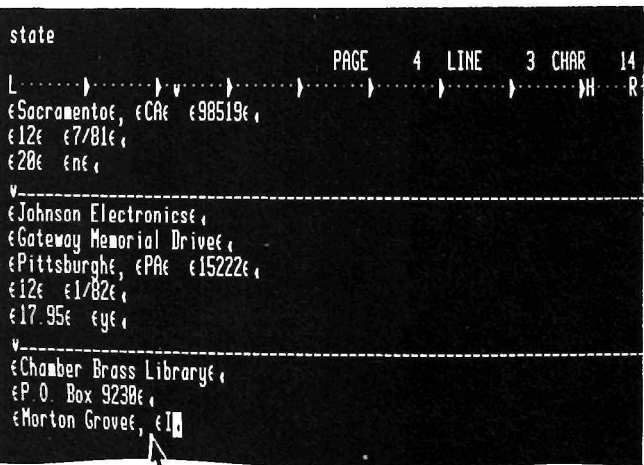 state
PAGE 4 LINE 3 CHAR 14
L·······▶······▾·····▶·······▶·······▶·······▶·······▶·······▶H····R
€Sacramento€, €CA€ €98519€,
€12€ €7/81€,
€20€ €n€,
€Johnson Electronics€,
€Gateway Memorial Drive€,
€Pittsburgh€, €PA€ €15222€,
€12€ €1/82€,
€17.95€ €y€,
€Chamber Brass Library€,
€P.O. Box 9230€,
€Morton Grove€, €I